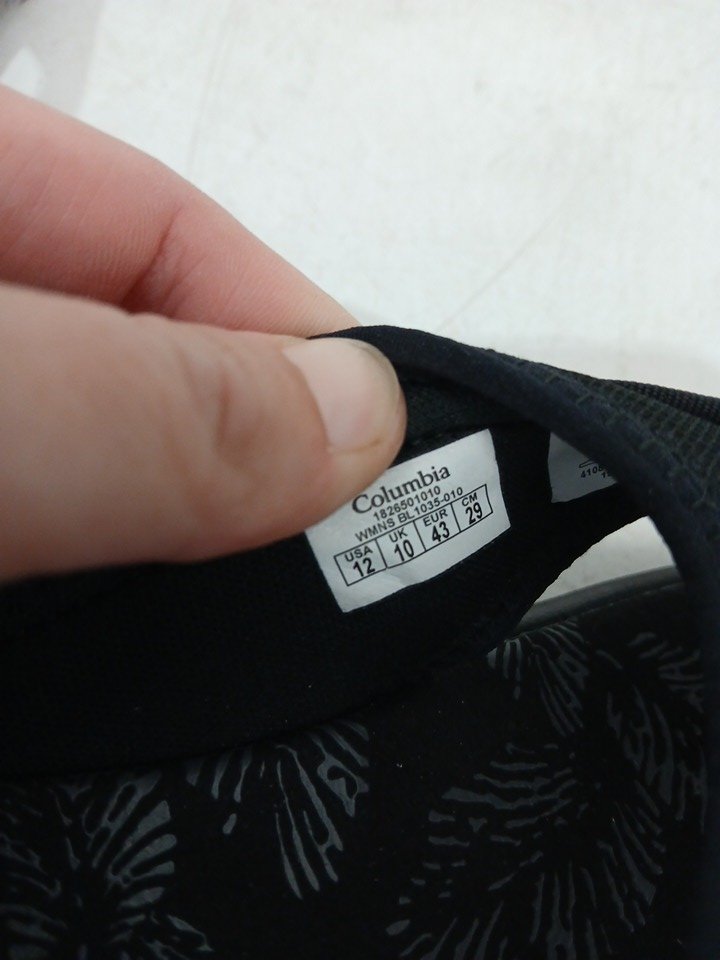 Columbia
1826501010
WMNS BL1035-010
USA UK EUR CM
12 10 43 29